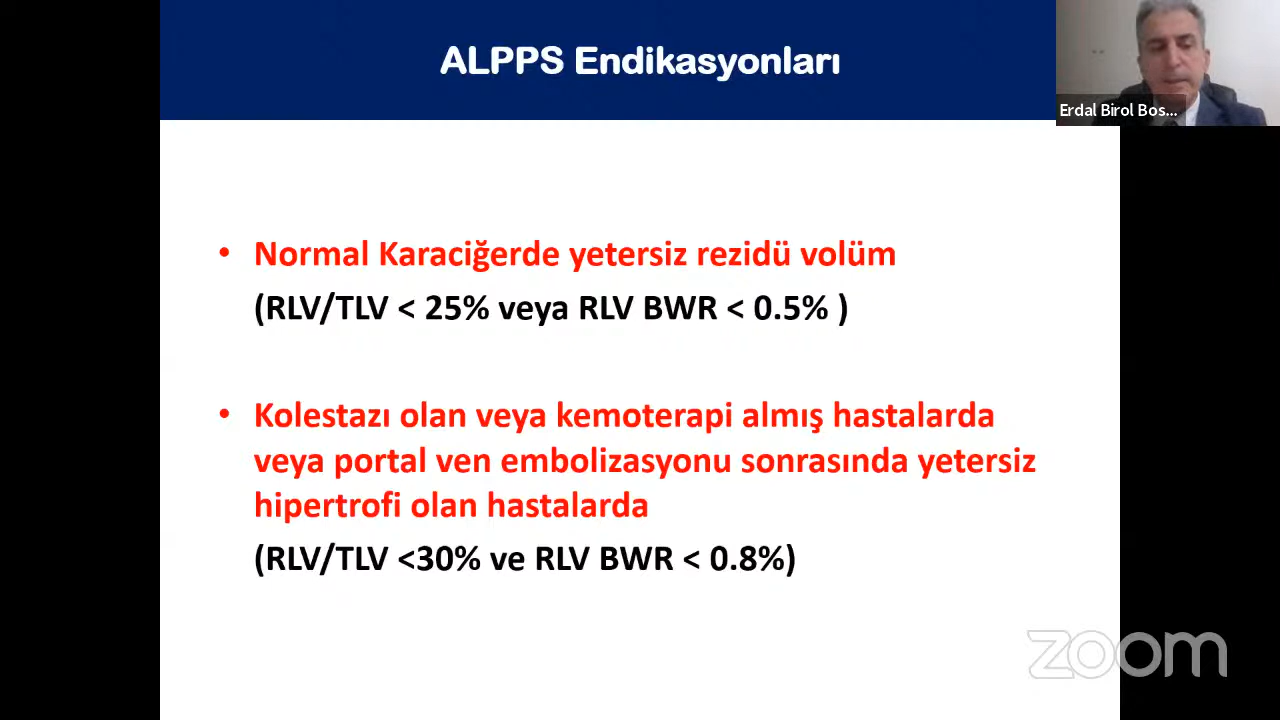 ALPPS Endikasyonları
Erdal Birol Bos...
• Normal Karaciğerde yetersiz rezidü volüm
(RLV/TLV < 25% veya RLV BWR < 0.5% )
• Kolestazı olan veya kemoterapi almış hastalarda
veya portal ven embolizasyonu sonrasında yetersiz
hipertrofi olan hastalarda
(RLV/TLV <30% ve RLV BWR < 0.8%)
zoom